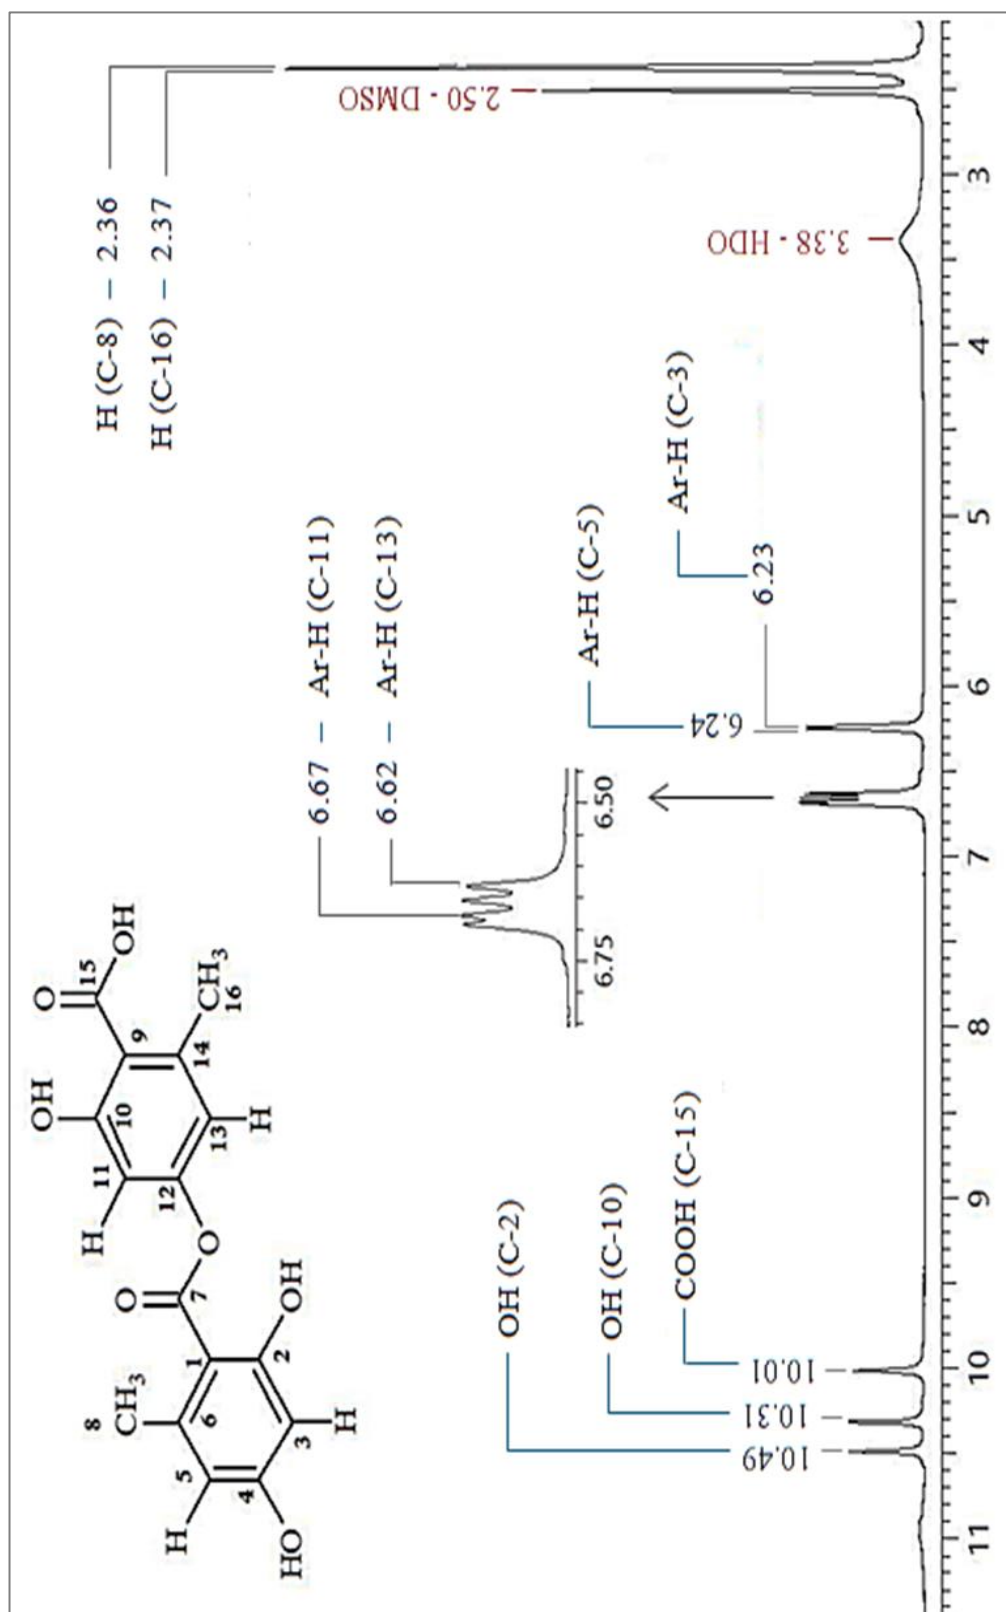 H (C-8) – 2.36
H (C-16) – 2.37
2.50 - DMSO
3.38 - HDO
6.67 – Ar-H (C-11)
6.62 – Ar-H (C-13)
Ar-H (C-5)
6.24
Ar-H (C-3)
6.23
6.75
6.50
OH (C-2)
10.49
OH (C-10)
10.31
COOH (C-15)
10.01
8
CH3
O
OH
O
15
OH
H
5
6
1
7
O
11
10
9
14
CH3
16
HO
4
3
2
OH
12
13
H
H
H
11
10
9
8
7
6
5
4
3